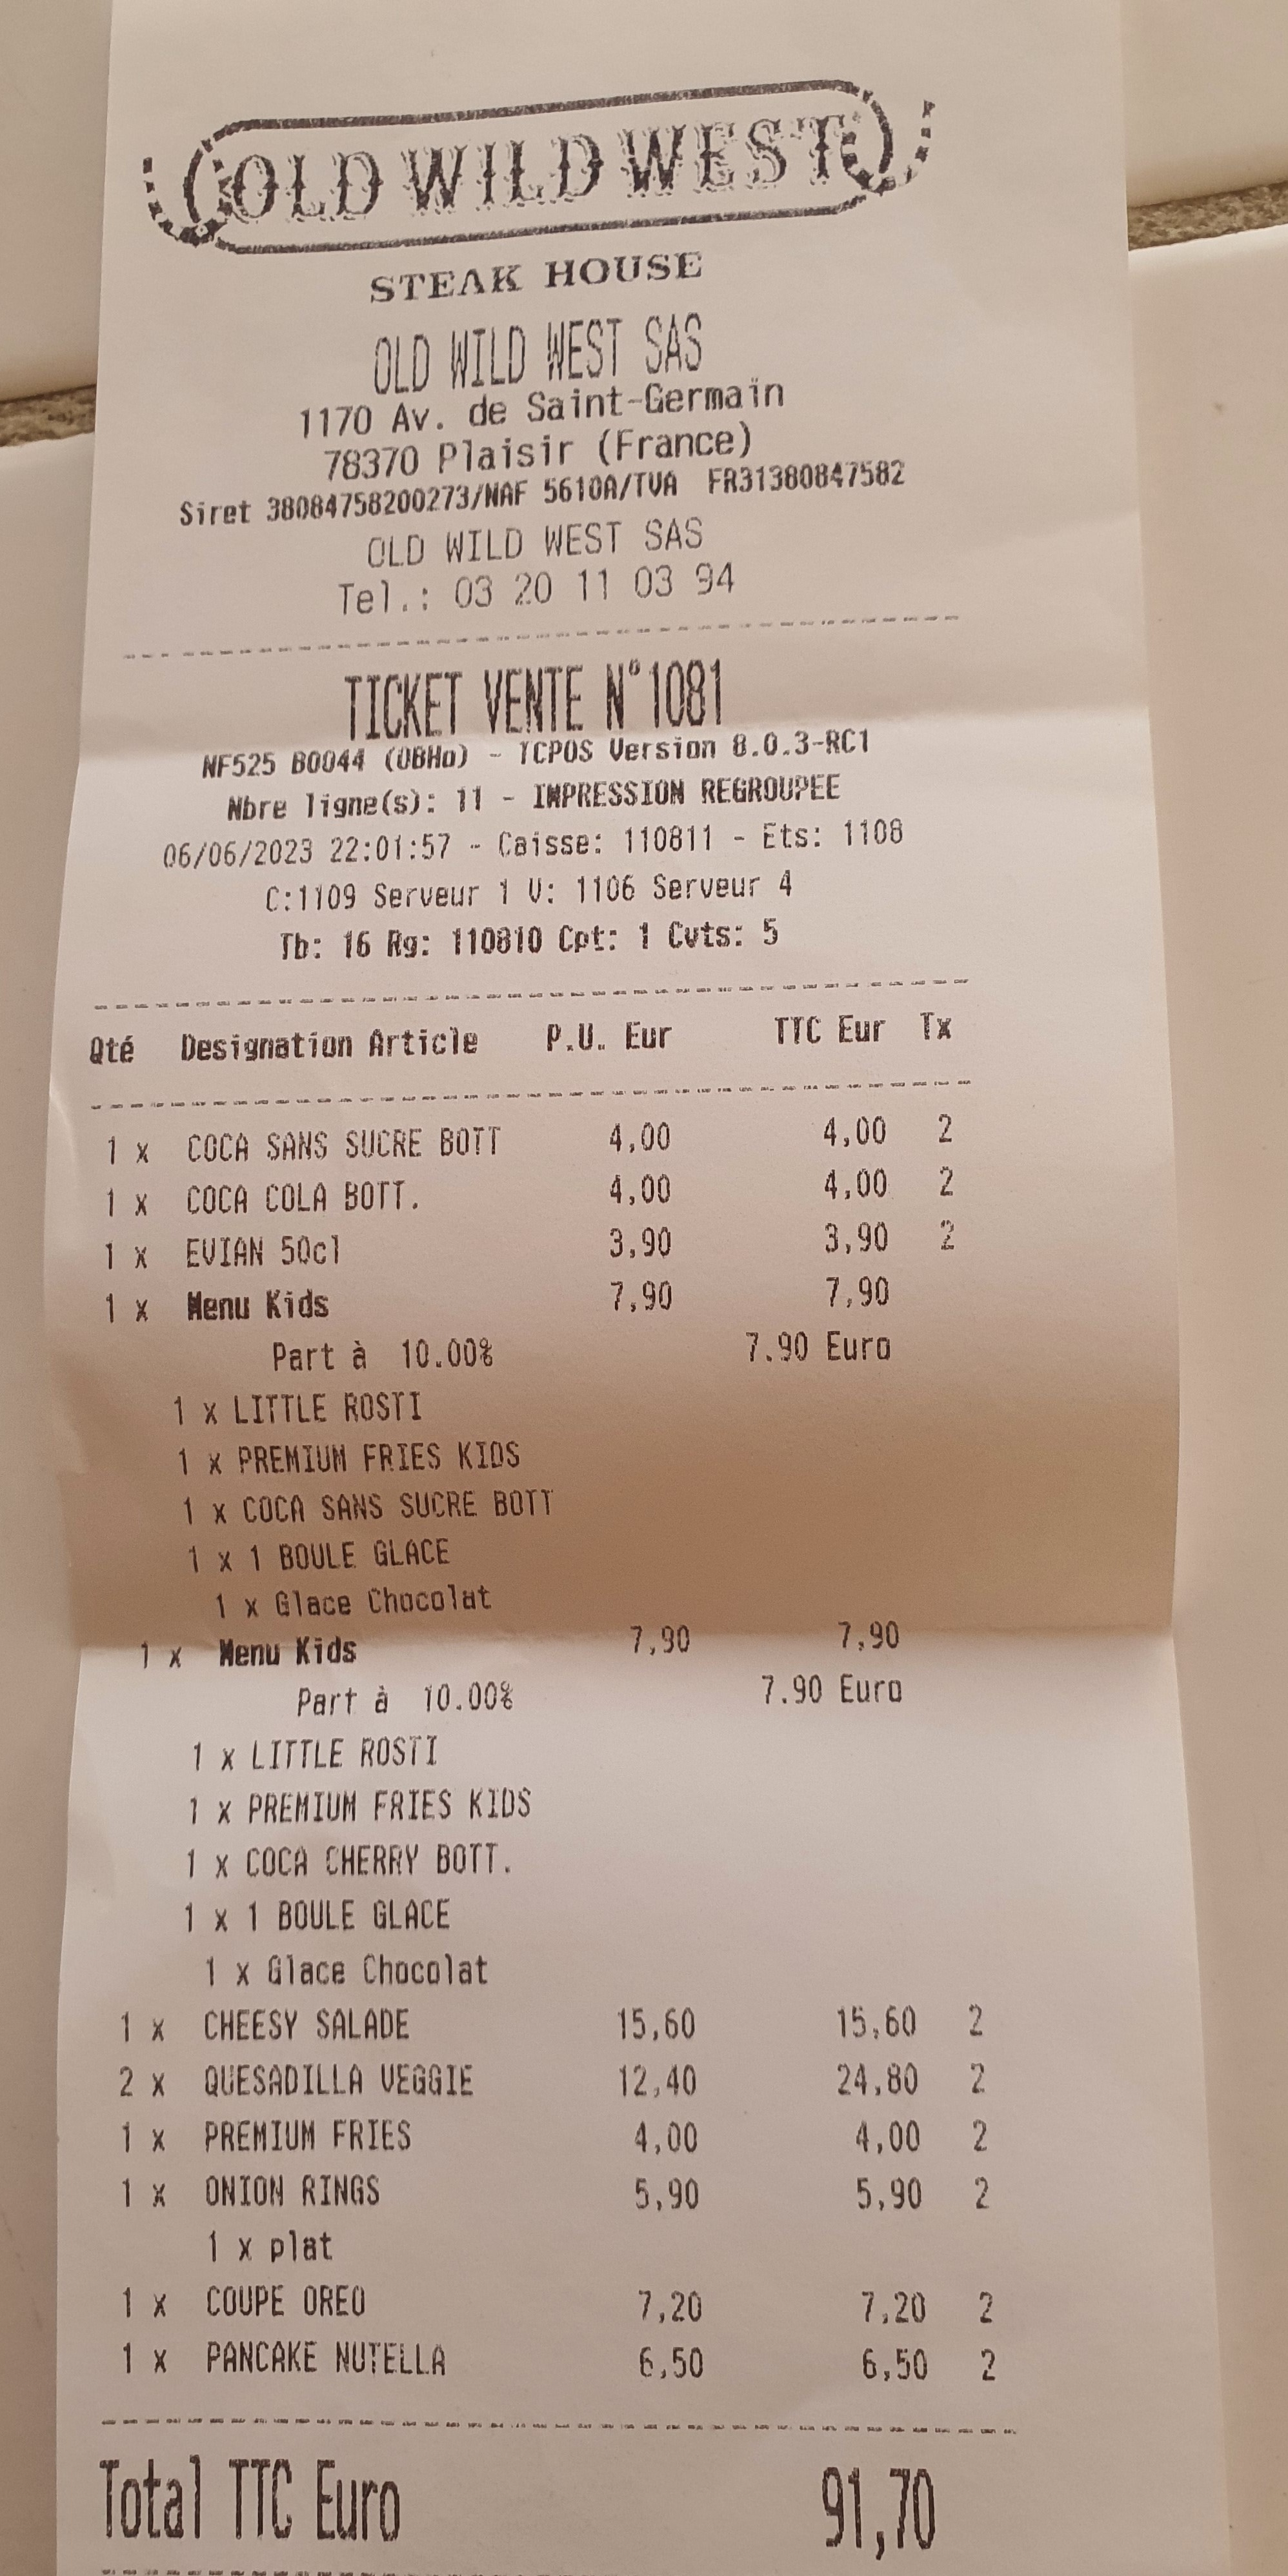 OLD WILD WEST
STEAK HOUSE
OLD WILD WEST SAS
1170 Av. de Saint-Germain
78370 Plaisir (France)
Siret 38084758200273/NAF 5610A/TVA FR31380847582
OLD WILD WEST SAS
Tel.: 03 20 11 03 94
TICKET VENTE N°1081
NF525 B0044 (OBHo) - TCPOS Version 8.0.3-RC1
Nbre ligne(s): 11 - IMPRESSION REGROUPEE
06/06/2023 22:01:57 - Caisse: 110811 - Ets: 1108
C:1109 Serveur 1 V: 1106 Serveur 4
Tb: 16 Rg: 110810 Cpt: 1 Cvts: 5
Qté Designation Article P.U. Eur TTC Eur Tx
1 x COCA SANS SUCRE BOTT 4,00 4,00 2
1 x COCA COLA BOTT. 4,00 4,00 2
1 x EVIAN 50cl 3,90 3,90 2
1 x Menu Kids 7,90 7,90
Part à 10.00% 7.90 Euro
1 x LITTLE ROSTI
1 x PREMIUM FRIES KIDS
1 x COCA SANS SUCRE BOTT
1 x 1 BOULE GLACE
1 x Glace Chocolat
1 x Menu Kids 7,90 7,90
Part à 10.00% 7.90 Euro
1 x LITTLE ROSTI
1 x PREMIUM FRIES KIDS
1 x COCA CHERRY BOTT.
1 x 1 BOULE GLACE
1 x Glace Chocolat
1 x CHEESY SALADE 15,60 15,60 2
2 x QUESADILLA VEGGIE 12,40 24,80 2
1 x PREMIUM FRIES 4,00 4,00 2
1 x ONION RINGS 5,90 5,90 2
1 x plat
1 x COUPE OREO 7,20 7,20 2
1 x PANCAKE NUTELLA 6,50 6,50 2
Total TTC Euro 91,70